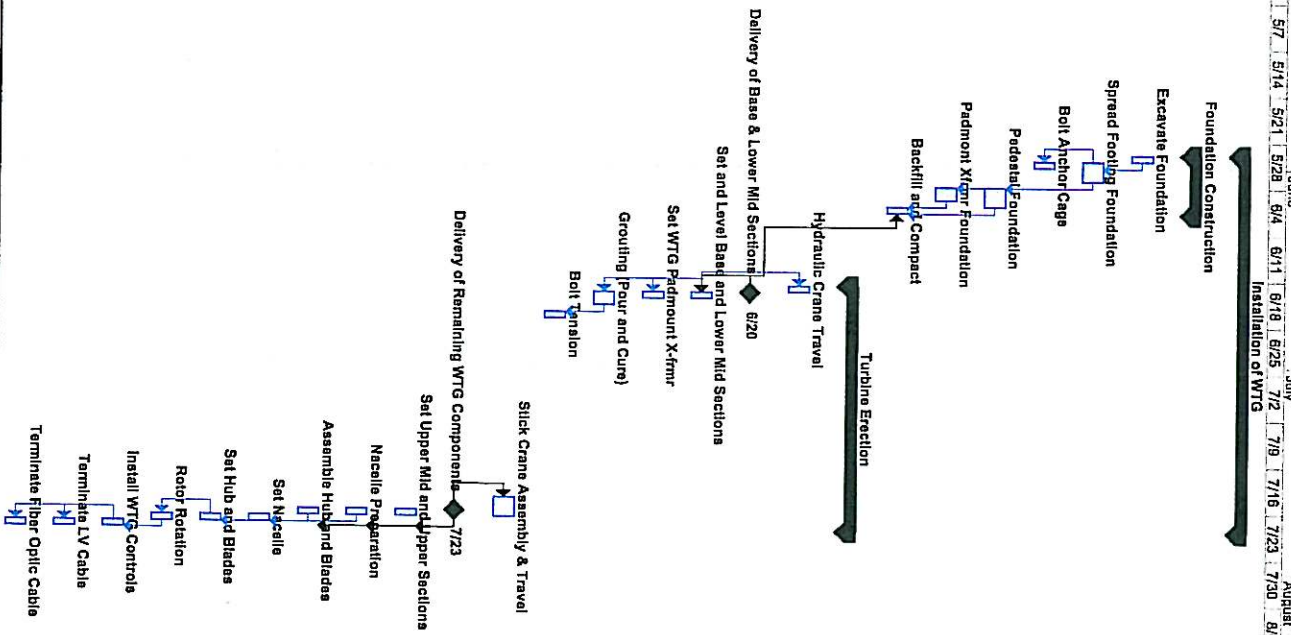 August
5/7 5/14 5/21 5/28 6/4 6/11 6/18 6/25 7/2 7/9 7/16 7/23 7/30 8/
Installation of WTG
Foundation Construction
Excavate Foundation
Spread Footing Foundation
Bolt Anchor Cage
Pedestal Foundation
Padmont Xfmr Foundation
Backfill and Compact
Turbine Erection
Hydraulic Crane Travel
Delivery of Base & Lower Mid Sections 6/20
Set and Level Base and Lower Mid Sections
Set WTG Padmount X-frmr
Grouting (Pour and Cure)
Bolt Tension
Stick Crane Assembly & Travel
Delivery of Remaining WTG Components 7/23
Set Upper Mid and Upper Sections
Nacelle Preparation
Assemble Hub and Blades
Set Nacelle
Set Hub and Blades
Rotor Rotation
Install WTG Controls
Terminate LV Cable
Terminate Fiber Optic Cable